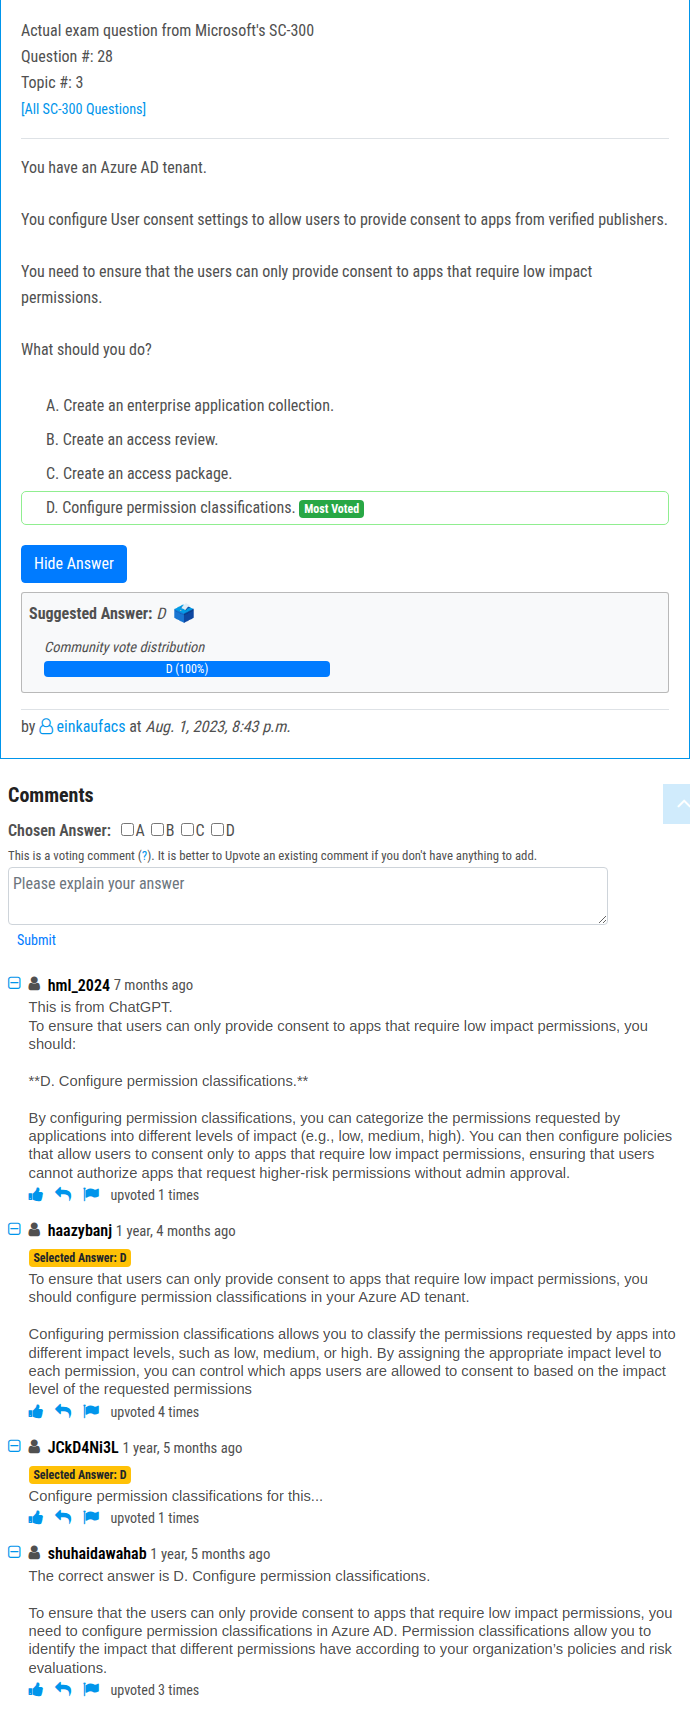 Actual exam question from Microsoft's SC-300
Question #: 28
Topic #: 3
[All SC-300 Questions]
You have an Azure AD tenant.
You configure User consent settings to allow users to provide consent to apps from verified publishers.
You need to ensure that the users can only provide consent to apps that require low impact
permissions.
What should you do?
A. Create an enterprise application collection.
B. Create an access review.
C. Create an access package.
D. Configure permission classifications. Most Voted
Hide Answer
Suggested Answer: D
Community vote distribution
D (100%)
by einkaufacs at Aug. 1, 2023, 8:43 p.m.
Comments
Chosen Answer: A B C D
This is a voting comment (?). It is better to Upvote an existing comment if you don't have anything to add.
Please explain your answer
Submit
hml_2024 7 months ago
This is from ChatGPT.
To ensure that users can only provide consent to apps that require low impact permissions, you
should:
**D. Configure permission classifications.**
By configuring permission classifications, you can categorize the permissions requested by
applications into different levels of impact (e.g., low, medium, high). You can then configure policies
that allow users to consent only to apps that require low impact permissions, ensuring that users
cannot authorize apps that request higher-risk permissions without admin approval.
upvoted 1 times
haazybanj 1 year, 4 months ago
Selected Answer: D
To ensure that users can only provide consent to apps that require low impact permissions, you
should configure permission classifications in your Azure AD tenant.
Configuring permission classifications allows you to classify the permissions requested by apps into
different impact levels, such as low, medium, or high. By assigning the appropriate impact level to
each permission, you can control which apps users are allowed to consent to based on the impact
level of the requested permissions
upvoted 4 times
JCkD4Ni3L 1 year, 5 months ago
Selected Answer: D
Configure permission classifications for this...
upvoted 1 times
shuhaidawahab 1 year, 5 months ago
The correct answer is D. Configure permission classifications.
To ensure that the users can only provide consent to apps that require low impact permissions, you
need to configure permission classifications in Azure AD. Permission classifications allow you to
identify the impact that different permissions have according to your organization's policies and risk
evaluations.
upvoted 3 times